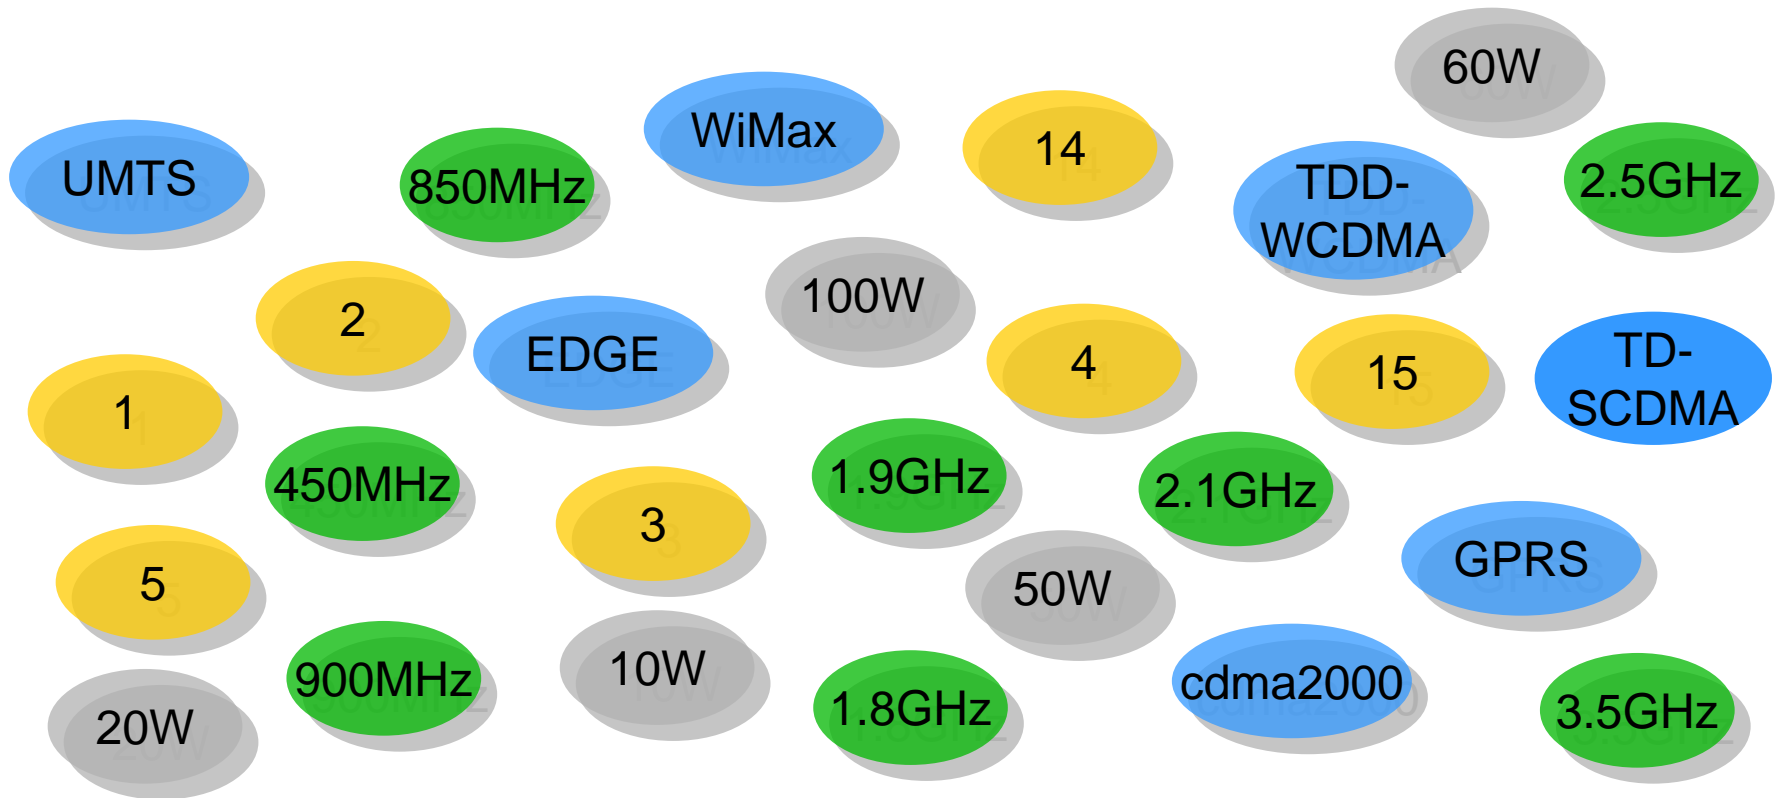 60W
WiMax
14
UMTS
850MHz
TDD-
WCDMA
2.5GHz
2
100W
EDGE
4
15
TD-
SCDMA
1
450MHz
1.9GHz
2.1GHz
3
5
50W
GPRS
900MHz
10W
20W
1.8GHz
cdma2000
3.5GHz